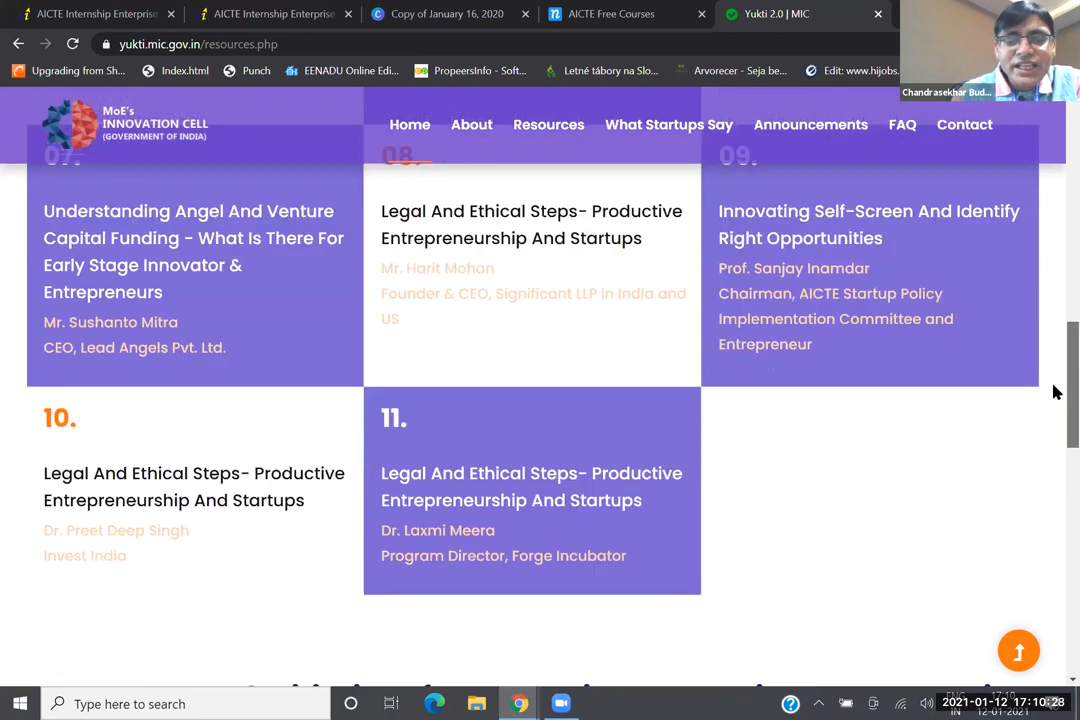 AICTE Internship Enterprise
AICTE Internship Enterprise
Copy of January 16, 2020
AICTE Free Courses
Yukti 2.0 | MIC
yukti.mic.gov.in/resources.php
Upgrading from Sh...
Index.html
Punch
EENADU Online Edi...
PropeersInfo - Soft...
Letné tábory na Slo...
Arvorecer - Seja be...
Edit: www.hijobs.
Chandrasekhar Bud...
MoE's
INNOVATION CELL
(GOVERNMENT OF INDIA)
Home
About
Resources
What Startups Say
Announcements
FAQ
Contact
07.
08.
09.
Understanding Angel And Venture
Capital Funding - What Is There For
Early Stage Innovator &
Entrepreneurs
Mr. Sushanto Mitra
CEO, Lead Angels Pvt. Ltd.
Legal And Ethical Steps- Productive
Entrepreneurship And Startups
Mr. Harit Mohan
Founder & CEO, Significant LLP in India and
US
Innovating Self-Screen And Identify
Right Opportunities
Prof. Sanjay Inamdar
Chairman, AICTE Startup Policy
Implementation Committee and
Entrepreneur
10.
Legal And Ethical Steps- Productive
Entrepreneurship And Startups
Dr. Preet Deep Singh
Invest India
11.
Legal And Ethical Steps- Productive
Entrepreneurship And Startups
Dr. Laxmi Meera
Program Director, Forge Incubator
Type here to search
2021-01-12 17:10:28